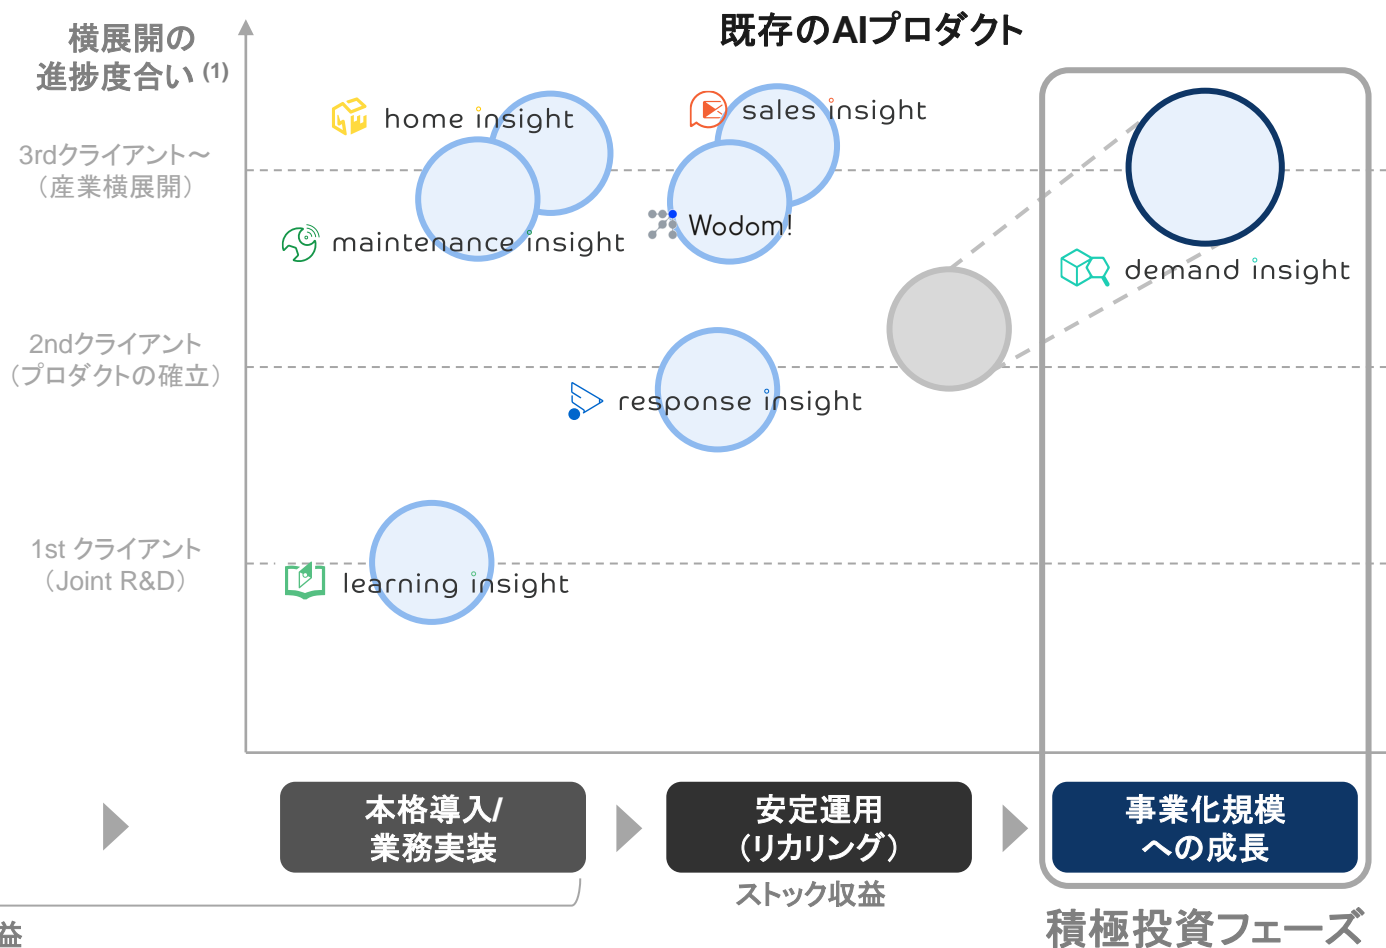 既存のAIプロダクト
横展開の
進捗度合い (1)
home insight
sales insight
3rdクライアント～
（産業横展開）
Wodom!
maintenance insight
demand insight
2ndクライアント
（プロダクトの確立）
response insight
1st クライアント
（Joint R&D）
learning insight
本格導入/
業務実装
安定運用
（リカリング）
事業化規模
への成長
ストック収益
益
積極投資フェーズ